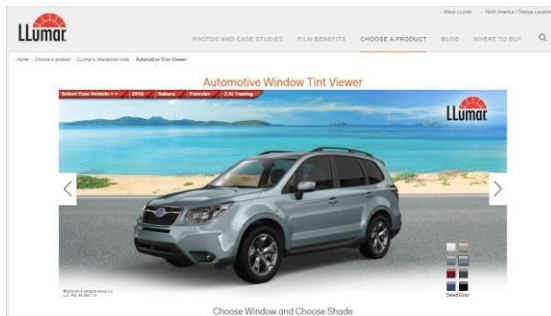 About LLumar North America | Change Location
LLumar
PHOTOS AND CASE STUDIES FILM BENEFITS CHOOSE A PRODUCT BLOG WHERE TO BUY
Home Choose a product LLumar's interactive tools Automotive Film Viewer
Automotive Window Tint Viewer
Select Your Vehicle >> 2015 Subaru Forester 2.5i Touring
LLumar
Select Color
Choose Window and Choose Shade